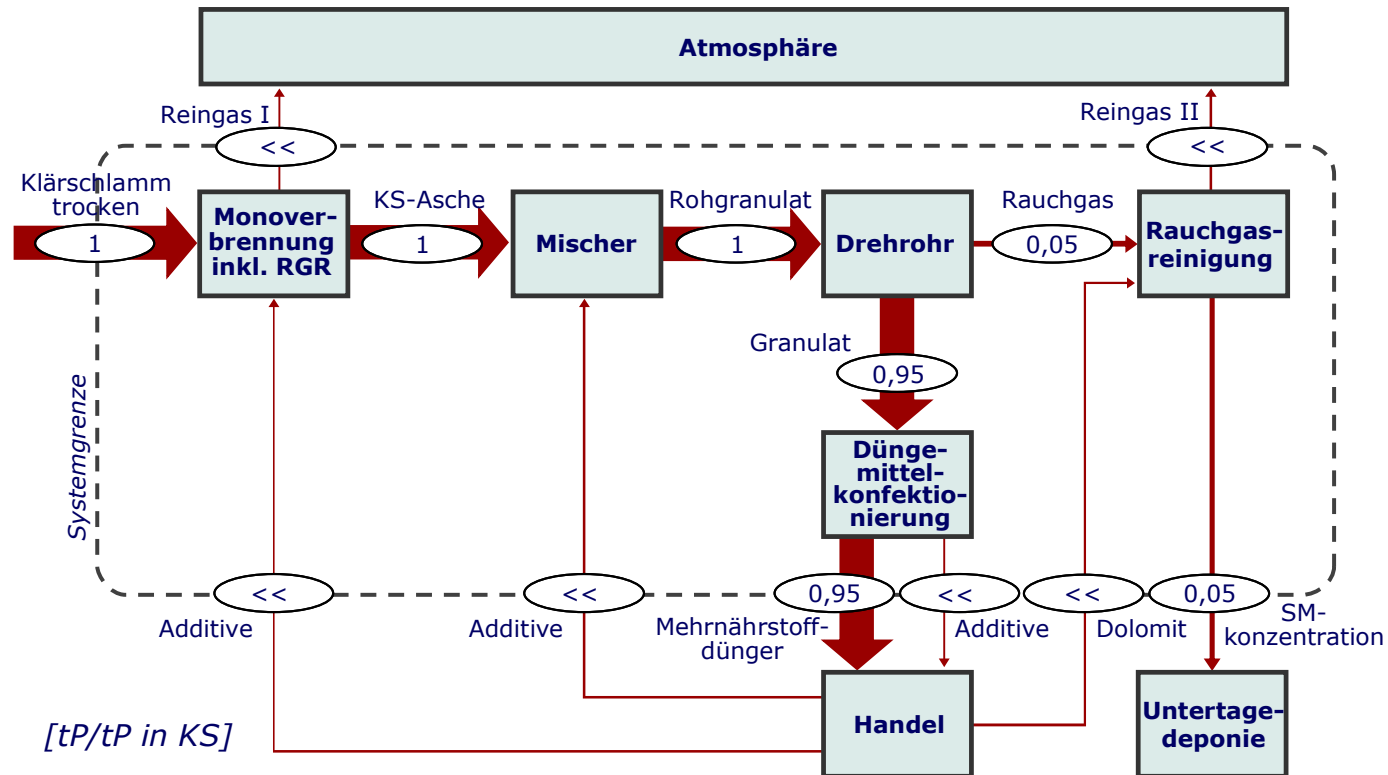 Atmosphäre
Reingas I
Reingas II
<<
<<
Klärschlamm
trocken
1
Monover-
brennung
inkl. RGR
KS-Asche
1
Mischer
Rohgranulat
1
Drehrohr
Rauchgas
0,05
Rauchgas-
reinigung
Granulat
0,95
Systemgrenze
Dünge-
mittel-
konfektio-
nierung
<<
<<
0,95
<<
<<
0,05
Additive
Additive
Mehrnährstoff-
dünger
Additive
Dolomit
SM-
konzentration
Handel
Untertage-
deponie
[tP/tP in KS]